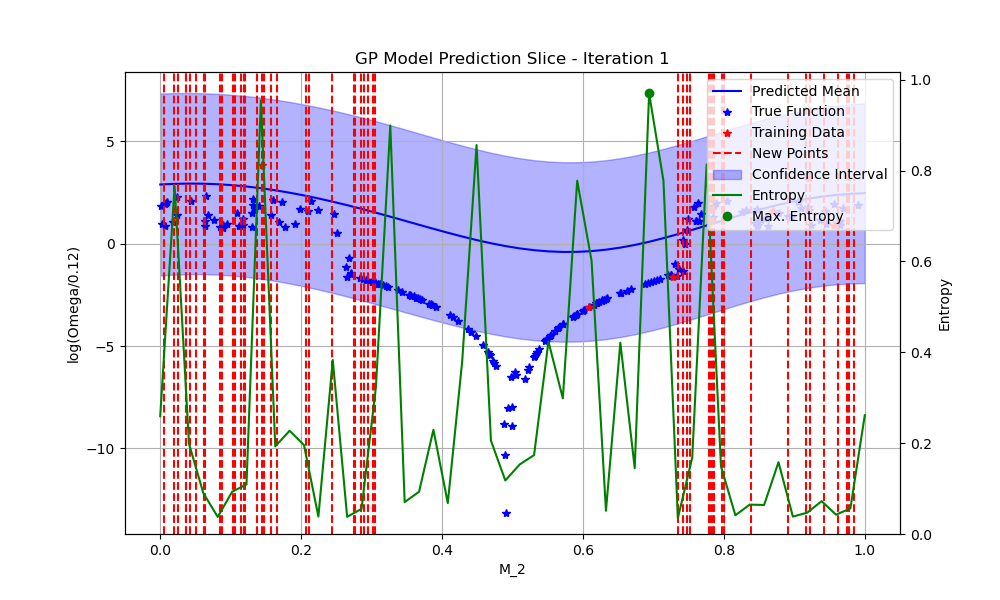 GP Model Prediction Slice - Iteration 1
Predicted Mean
True Function
Training Data
New Points
Confidence Interval
Entropy
Max. Entropy
log(Omega/0.12)
5
0
−5
−10
1.0
0.8
0.6
0.4
0.2
0.0
Entropy
0.0
0.2
0.4
0.6
0.8
1.0
M_2